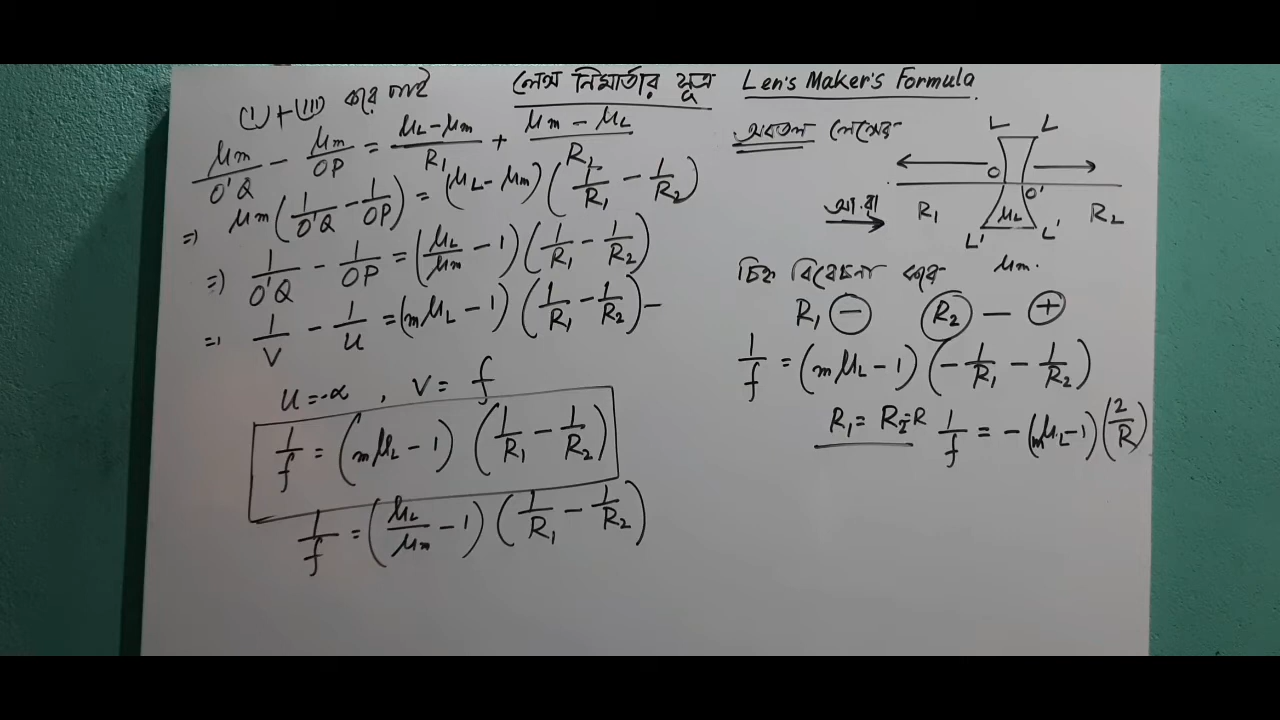 লেন্স নির্মাতার সূত্র Len's Maker's Formula
(I)+(III) করে পাই
μm/O'Q − μm/OP = (μL − μm)/R1 + (μm − μL)/R2
=) μm(1/O'Q − 1/OP) = (μL − μm)(1/R1 − 1/R2)
=) 1/O'Q − 1/OP = (μL/μm − 1)(1/R1 − 1/R2)
=) 1/V − 1/u = (mμL − 1)(1/R1 − 1/R2) —
u = -α , V = f
1/f = (mμL − 1)(1/R1 − 1/R2)
1/f = (μL/μm − 1)(1/R1 − 1/R2)
অবতল লেন্সের
L L
O O'
আ.রা R1 μL R2
L' L'
μm.
চিহ্ন বিবেচনা করে
R1 − R2 — +
1/f = (mμL − 1)(−1/R1 − 1/R2)
R1 = R2 = R 1/f = −(mμL − 1)(2/R)